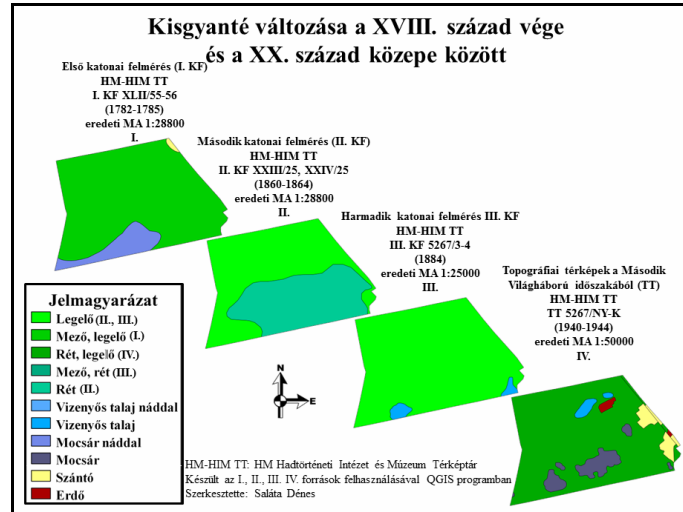 Kisgyanté változása a XVIII. század vége
és a XX. század közepe között
Első katonai felmérés (I. KF)
HM-HIM TT
I. KF XLII/55-56
(1782-1785)
eredeti MA 1:28800
I.
Második katonai felmérés (II. KF)
HM-HIM TT
II. KF XXIII/25, XXIV/25
(1860-1864)
eredeti MA 1:28800
II.
Harmadik katonai felmérés III. KF
HM-HIM TT
III. KF 5267/3-4
(1884)
eredeti MA 1:25000
III.
Topográfiai térképek a Második
Világháború időszakából (TT)
HM-HIM TT
TT 5267/NY-K
(1940-1944)
eredeti MA 1:50000
IV.
Jelmagyarázat
Legelő (II., III.)
Mező, legelő (I.)
Rét, legelő (IV.)
Mező, rét (III.)
Rét (II.)
Vizenyős talaj náddal
Vizenyős talaj
Mocsár náddal
Mocsár
Szántó
Erdő
N
E
HM-HIM TT: HM Hadtörténeti Intézet és Múzeum Térképtár
Készült az I., II., III. IV. források felhasználásával QGIS programban
Szerkesztette: Saláta Dénes